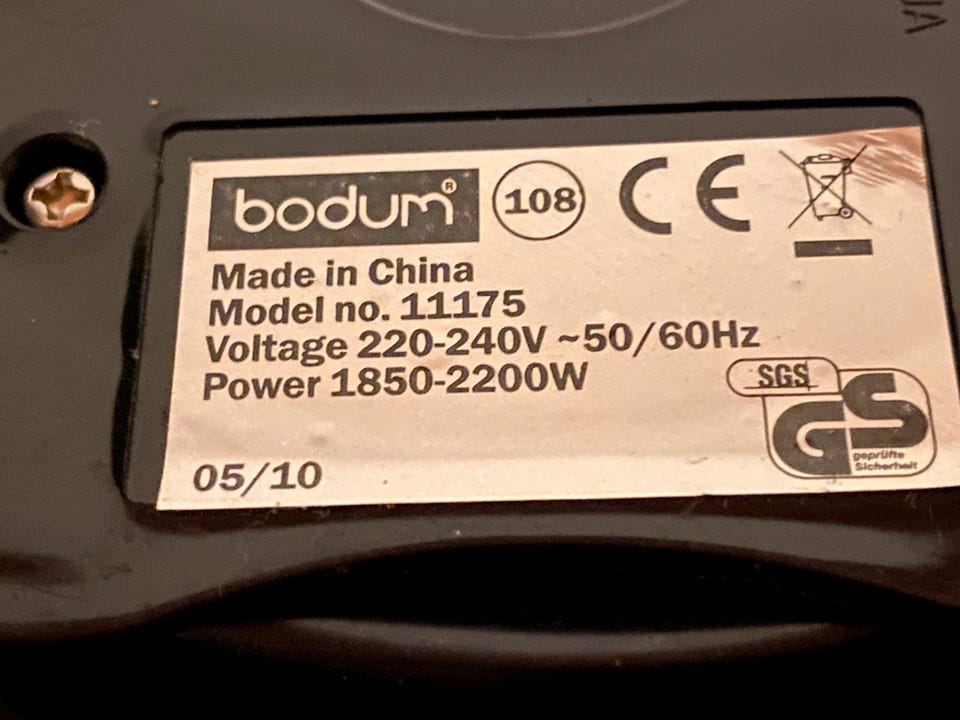 bodum®
108
CE
Made in China
Model no. 11175
Voltage 220-240V ~50/60Hz
Power 1850-2200W
SGS
GS
geprüfte
Sicherheit
05/10